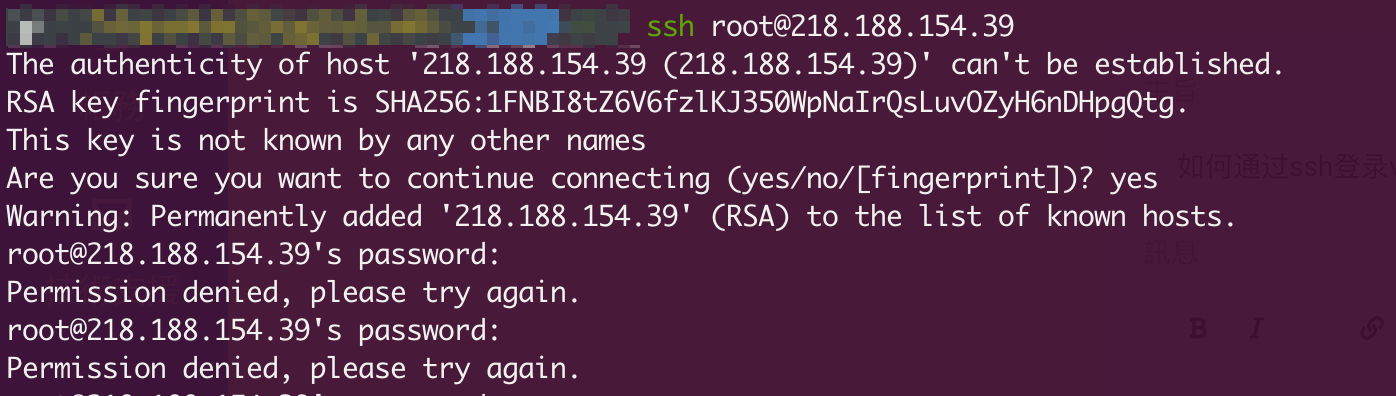 ssh root@218.188.154.39
The authenticity of host '218.188.154.39 (218.188.154.39)' can't be established.
RSA key fingerprint is SHA256:1FNBI8tZ6V6fzlKJ350WpNaIrQsLuvOZyH6nDHpgQtg.
This key is not known by any other names
如何通过ssh登录v
Are you sure you want to continue connecting (yes/no/[fingerprint])? yes
Warning: Permanently added '218.188.154.39' (RSA) to the list of known hosts.
root@218.188.154.39's password:
訊息
Permission denied, please try again.
root@218.188.154.39's password:
B I
Permission denied, please try again.